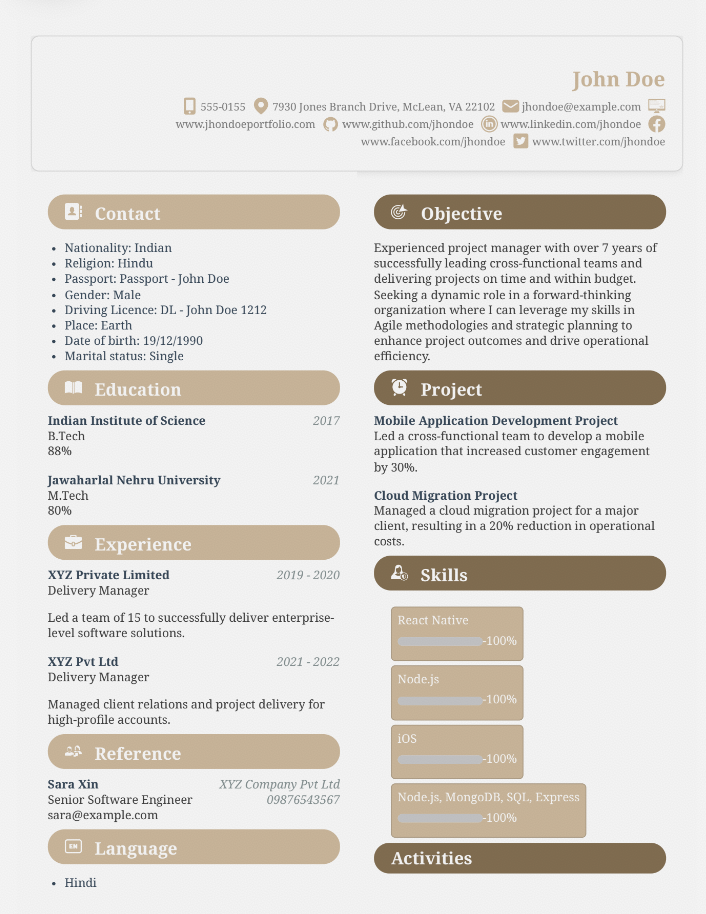 John Doe
555-0155 7930 Jones Branch Drive, McLean, VA 22102 jhondoe@example.com
www.jhondoeportfolio.com www.github.com/jhondoe www.linkedin.com/jhondoe
www.facebook.com/jhondoe www.twitter.com/jhondoe
Contact
• Nationality: Indian
• Religion: Hindu
• Passport: Passport - John Doe
• Gender: Male
• Driving Licence: DL - John Doe 1212
• Place: Earth
• Date of birth: 19/12/1990
• Marital status: Single
Education
Indian Institute of Science 2017
B.Tech
88%
Jawaharlal Nehru University 2021
M.Tech
80%
Experience
XYZ Private Limited 2019 - 2020
Delivery Manager
Led a team of 15 to successfully deliver enterprise-
level software solutions.
XYZ Pvt Ltd 2021 - 2022
Delivery Manager
Managed client relations and project delivery for
high-profile accounts.
Reference
Sara Xin XYZ Company Pvt Ltd
Senior Software Engineer 09876543567
sara@example.com
EN Language
• Hindi
Objective
Experienced project manager with over 7 years of
successfully leading cross-functional teams and
delivering projects on time and within budget.
Seeking a dynamic role in a forward-thinking
organization where I can leverage my skills in
Agile methodologies and strategic planning to
enhance project outcomes and drive operational
efficiency.
Project
Mobile Application Development Project
Led a cross-functional team to develop a mobile
application that increased customer engagement
by 30%.
Cloud Migration Project
Managed a cloud migration project for a major
client, resulting in a 20% reduction in operational
costs.
Skills
React Native
-100%
Node.js
-100%
iOS
-100%
Node.js, MongoDB, SQL, Express
-100%
Activities